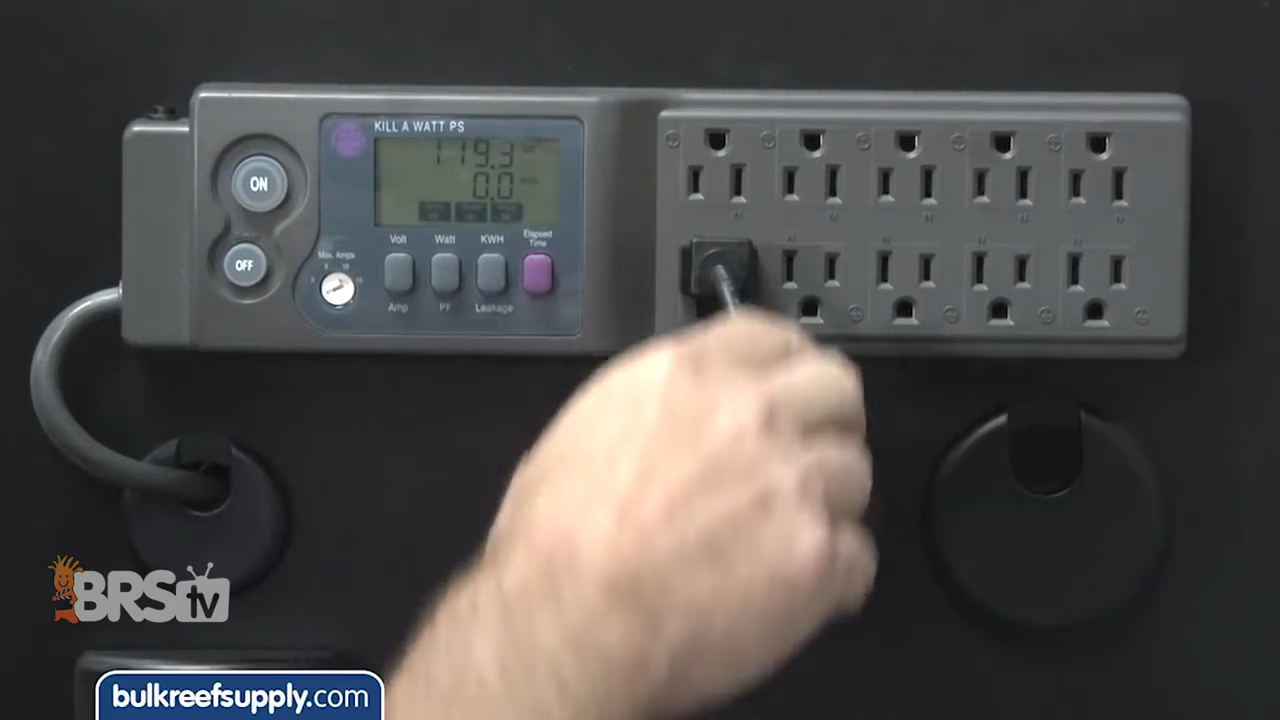 KILL A WATT PS
119.3
0.0
ON
OFF
Max. Amps
Volt Watt KWH Elapsed Time
Amp PF Leakage
BRStv
bulkreefsupply.com